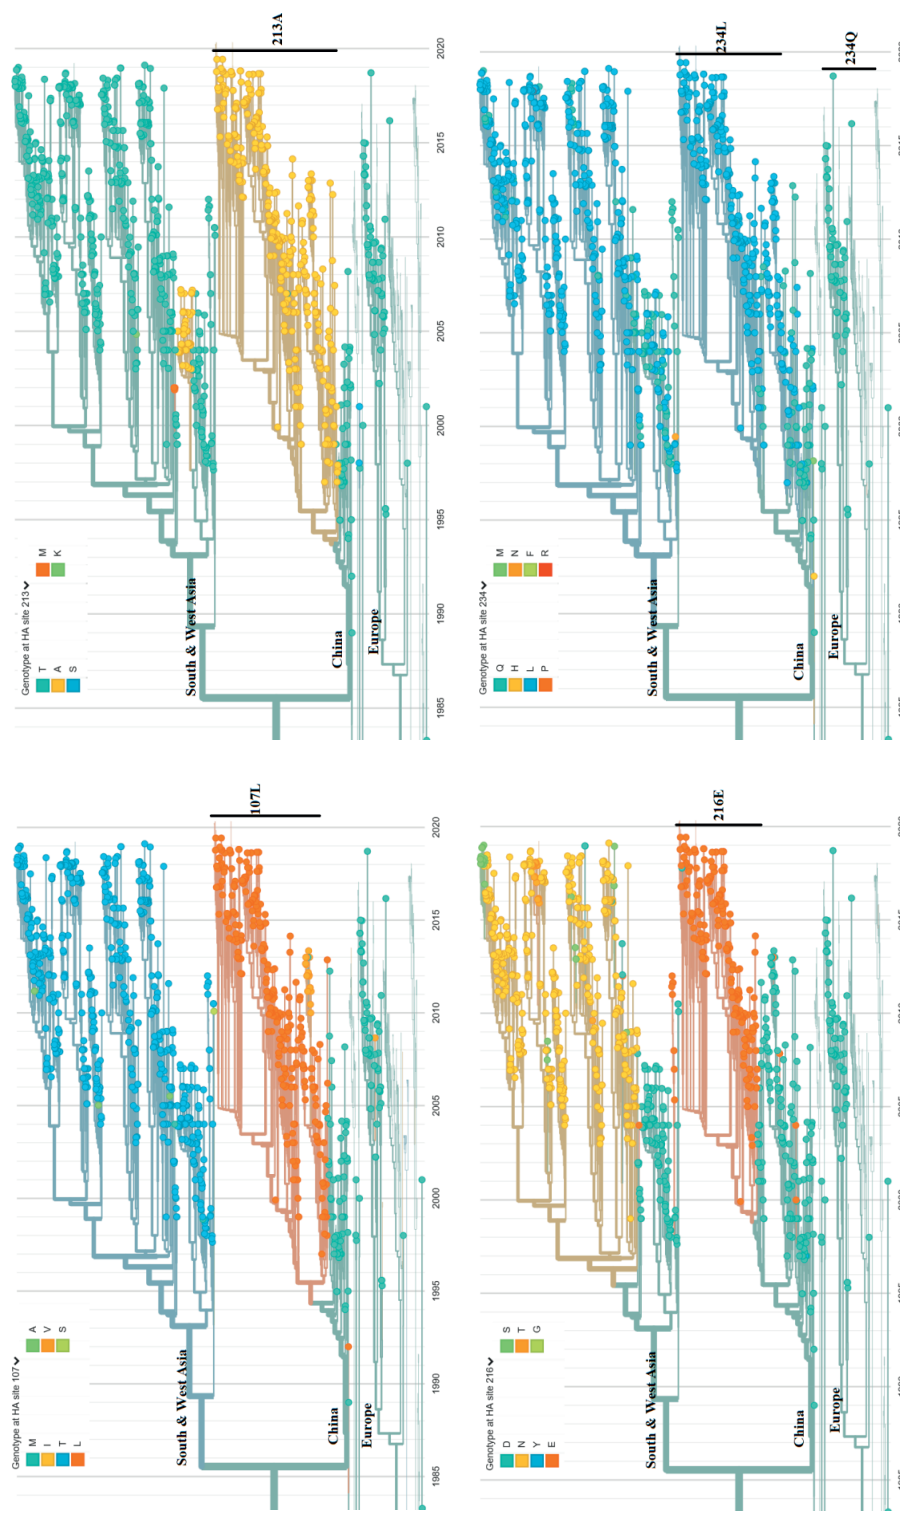 213A
Genotype at HA site 213
T
A
S
M
K
South & West Asia
China
Europe
1985
1990
1995
2000
2005
2010
2015
2020
234L
234Q
Genotype at HA site 234
Q
H
L
P
M
N
F
R
South & West Asia
China
Europe
107L
Genotype at HA site 107
M
I
T
L
A
V
S
South & West Asia
China
Europe
1985
1990
1995
2000
2005
2010
2015
2020
216E
Genotype at HA site 216
D
N
Y
E
S
T
G
South & West Asia
China
Europe